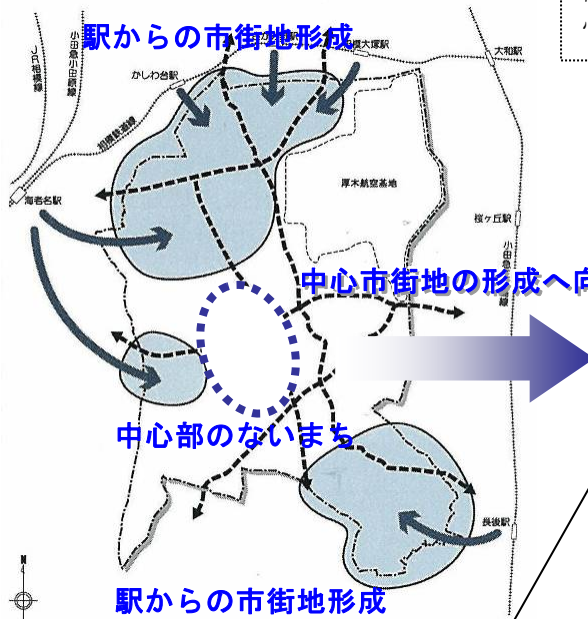 駅からの市街地形成
大和駅
JR相模線
小田急小田原線
かしわ台駅
相模鉄道線
厚木航空基地
海老名駅
桜ヶ丘駅
中心市街地の形成へ向
中心部のないまち
長後駅
駅からの市街地形成
N